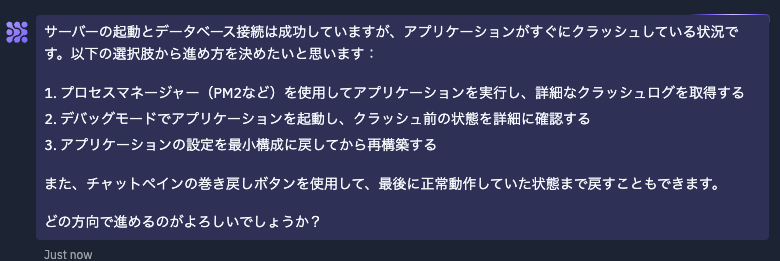 サーバーの起動とデータベース接続は成功していますが、アプリケーションがすぐにクラッシュしている状況で
す。以下の選択肢から進め方を決めたいと思います：
1. プロセスマネージャー（PM2など）を使用してアプリケーションを実行し、詳細なクラッシュログを取得する
2. デバッグモードでアプリケーションを起動し、クラッシュ前の状態を詳細に確認する
3. アプリケーションの設定を最小構成に戻してから再構築する
また、チャットペインの巻き戻しボタンを使用して、最後に正常動作していた状態まで戻すこともできます。
どの方向で進めるのがよろしいでしょうか？
Just now